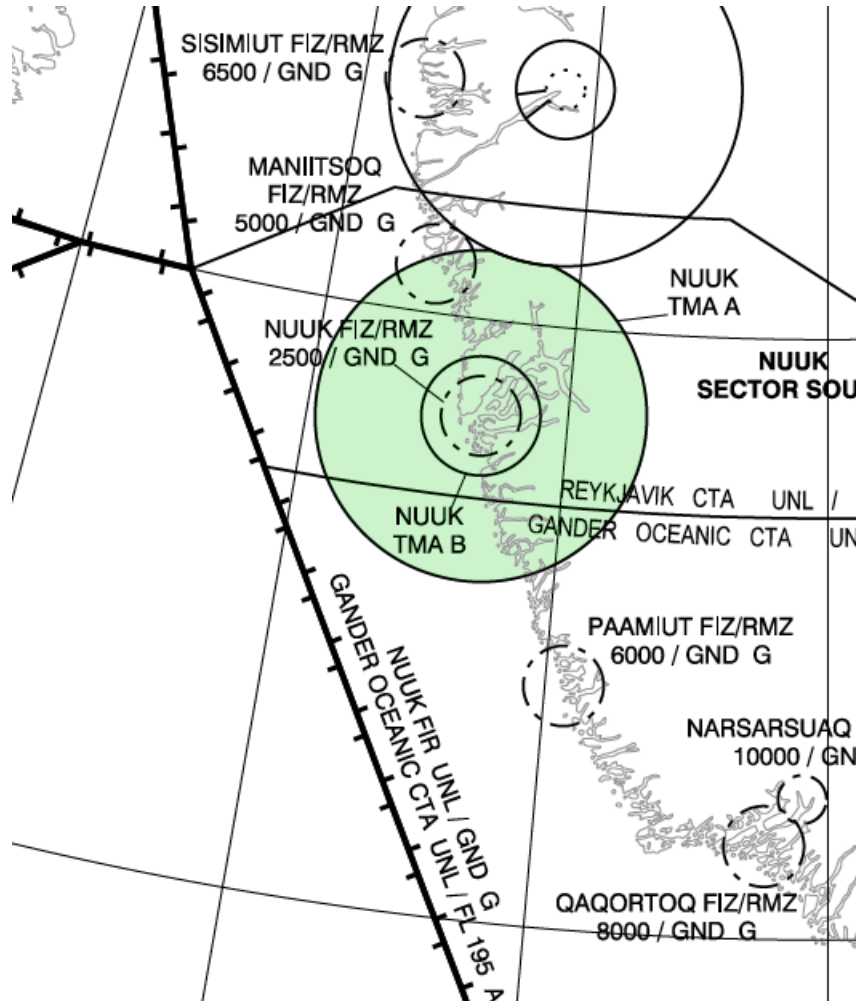 SISIMIUT FIZ/RMZ
6500 / GND G
MANIITSOQ
FIZ/RMZ
5000 / GND G
NUUK
TMA A
NUUK FIZ/RMZ
2500 / GND G
NUUK
SECTOR SOU
REYKJAVIK CTA UNL /
GANDER OCEANIC CTA UN
NUUK
TMA B
NUUK FIR UNL / GND G
GANDER OCEANIC CTA UNL / FL 195 A
PAAMIUT FIZ/RMZ
6000 / GND G
NARSARSUAQ
10000 / GN
QAQORTOQ FIZ/RMZ
8000 / GND G